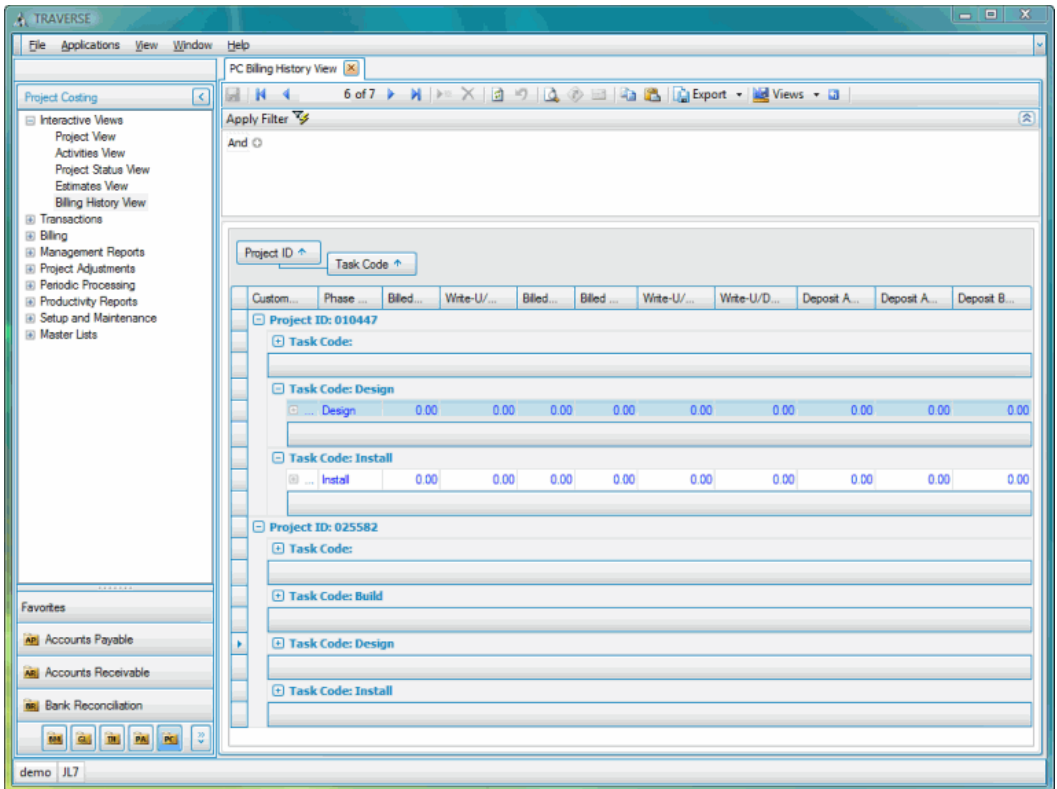 TRAVERSE
File Applications View Window Help
PC Billing History View
Project Costing
6 of 7 Export Views
Interactive Views
Project View
Activities View
Project Status View
Estimates View
Billing History View
Transactions
Billing
Management Reports
Project Adjustments
Periodic Processing
Productivity Reports
Setup and Maintenance
Master Lists
Favorites
Accounts Payable
Accounts Receivable
Bank Reconciliation
Apply Filter
And
Project ID
Task Code
Custom... Phase ... Billed... Write-U/... Billed... Billed ... Write-U/... Write-U/D... Deposit A... Deposit A... Deposit B...
Project ID: 010447
Task Code:
Task Code: Design
... Design 0.00 0.00 0.00 0.00 0.00 0.00 0.00 0.00 0.00
Task Code: Install
... Install 0.00 0.00 0.00 0.00 0.00 0.00 0.00 0.00 0.00
Project ID: 025582
Task Code:
Task Code: Build
Task Code: Design
Task Code: Install
demo JL7